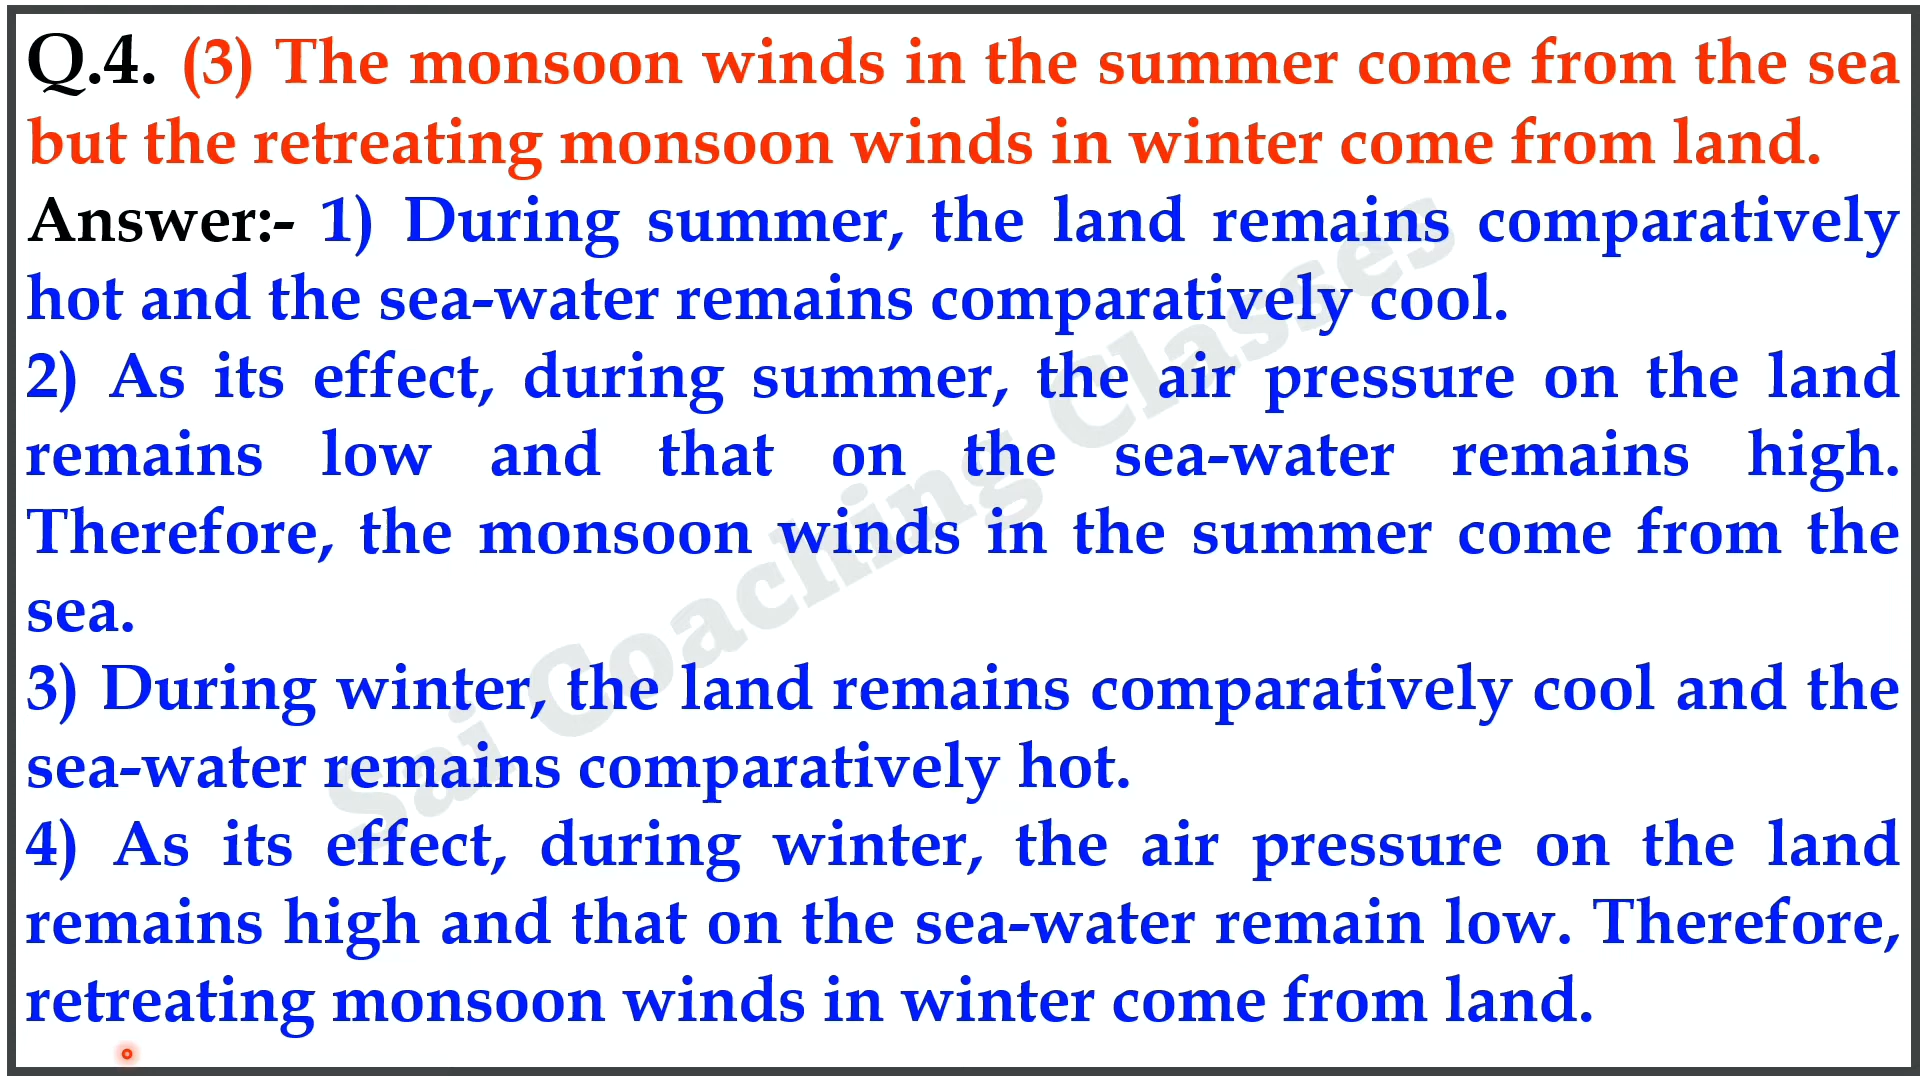 Q.4. (3) The monsoon winds in the summer come from the sea
but the retreating monsoon winds in winter come from land.
Answer:- 1) During summer, the land remains comparatively
hot and the sea-water remains comparatively cool.
2) As its effect, during summer, the air pressure on the land
remains low and that on the sea-water remains high.
Therefore, the monsoon winds in the summer come from the
sea.
3) During winter, the land remains comparatively cool and the
sea-water remains comparatively hot.
4) As its effect, during winter, the air pressure on the land
remains high and that on the sea-water remain low. Therefore,
retreating monsoon winds in winter come from land.
Sai Coaching Classes